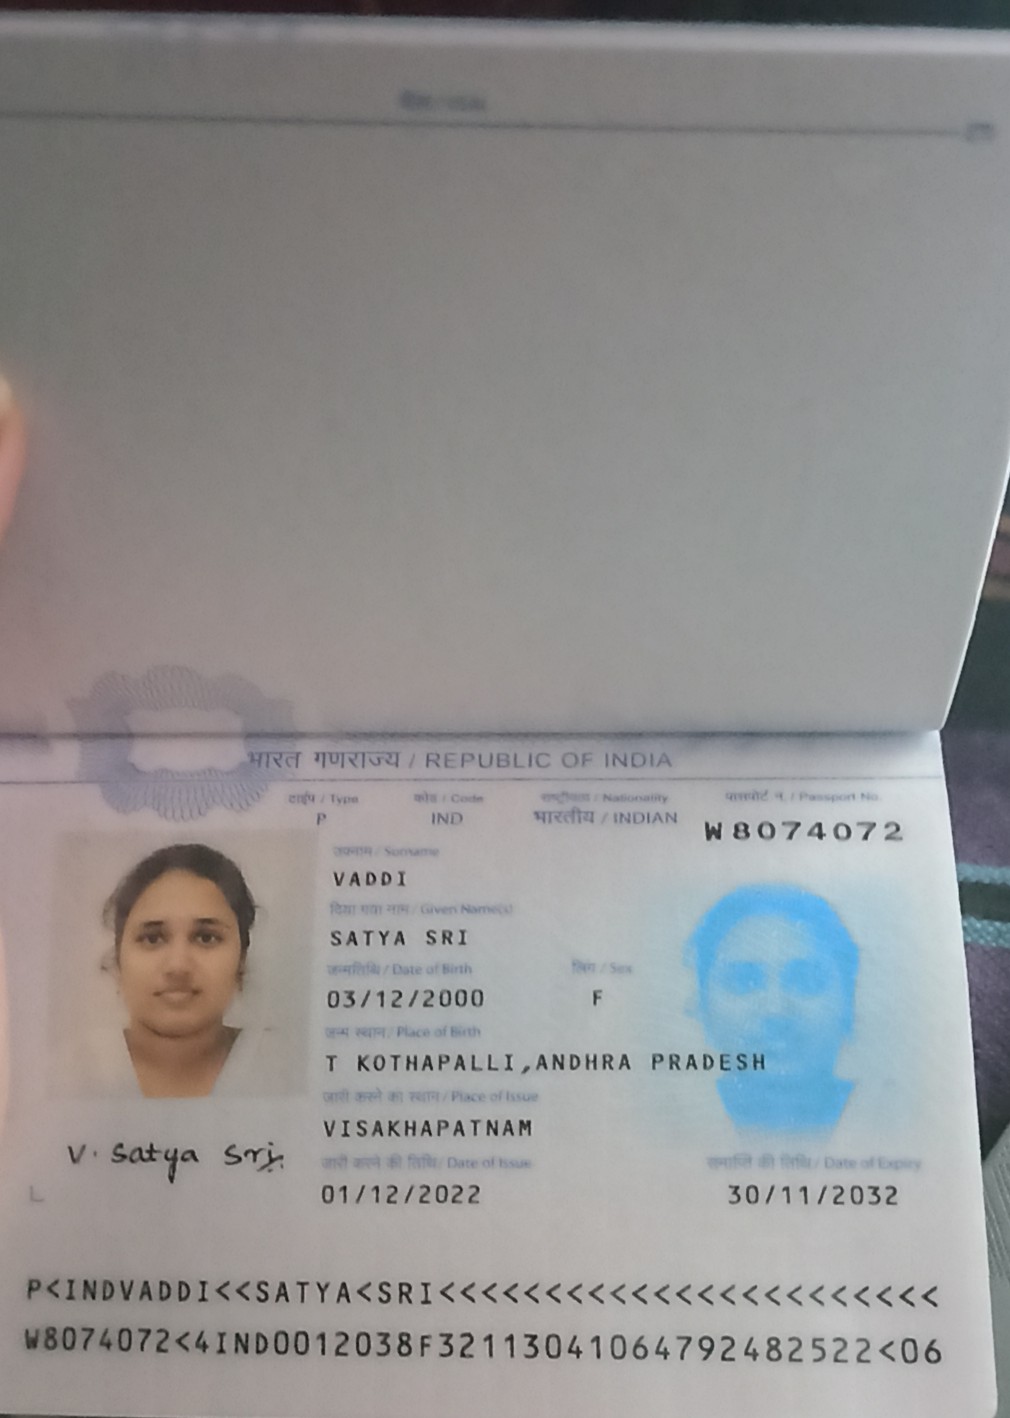 भारत गणराज्य / REPUBLIC OF INDIA
टाईप / Type
कोड / Code
राष्ट्रीयता / Nationality
पासपोर्ट न. / Passport No.
P
IND
भारतीय / INDIAN
W8074072
उपनाम / Surname
VADDI
दिया गया नाम / Given Name(s)
SATYA SRI
जन्मतिथि / Date of Birth
लिंग / Sex
03/12/2000
F
जन्म स्थान / Place of Birth
T KOTHAPALLI,ANDHRA PRADESH
जारी करने का स्थान / Place of Issue
VISAKHAPATNAM
V. Satya Sri
जारी करने की तिथि / Date of Issue
समाप्ति की तिथि / Date of Expiry
01/12/2022
30/11/2032
P<INDVADDI<<SATYA<SRI<<<<<<<<<<<<<<<<<<<<<<<
W8074072<4IND0012038F32113041064792482522<06